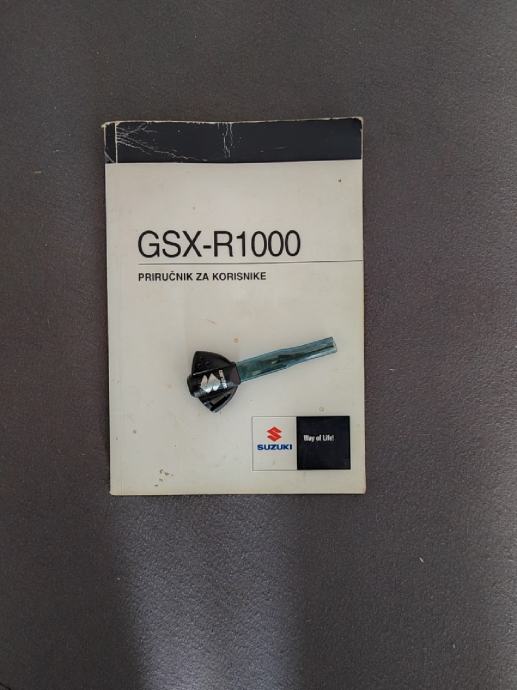 GSX-R1000
PRIRUČNIK ZA KORISNIKE
SUZUKI
Way of Life!